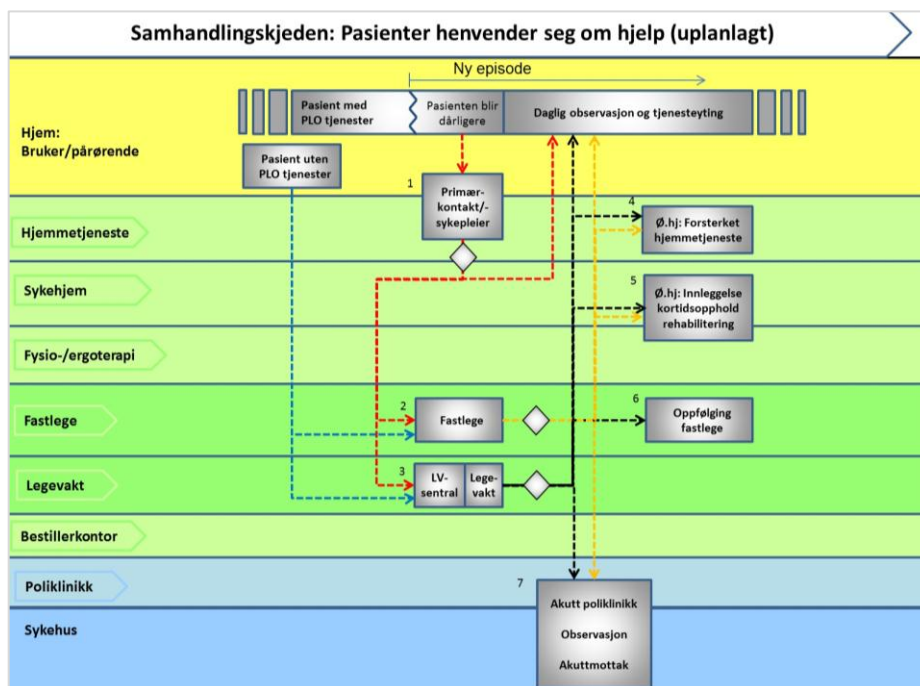 Samhandlingskjeden: Pasienter henvender seg om hjelp (uplanlagt)
Ny episode
Pasient med
PLO tjenester
Pasienten blir
dårligere
Daglig observasjon og tjenesteyting
Hjem:
Bruker/pårørende
Pasient uten
PLO tjenester
1
Primær-
kontakt/-
sykepleier
Hjemmetjeneste
4
Ø.hj: Forsterket
hjemmetjeneste
Sykehjem
5
Ø.hj: Innleggelse
kortidsopphold
rehabilitering
Fysio-/ergoterapi
Fastlege
2
Fastlege
6
Oppfølging
fastlege
Legevakt
3
LV-
sentral
Lege-
vakt
Bestillerkontor
Poliklinikk
7
Akutt poliklinikk
Observasjon
Akuttmottak
Sykehus